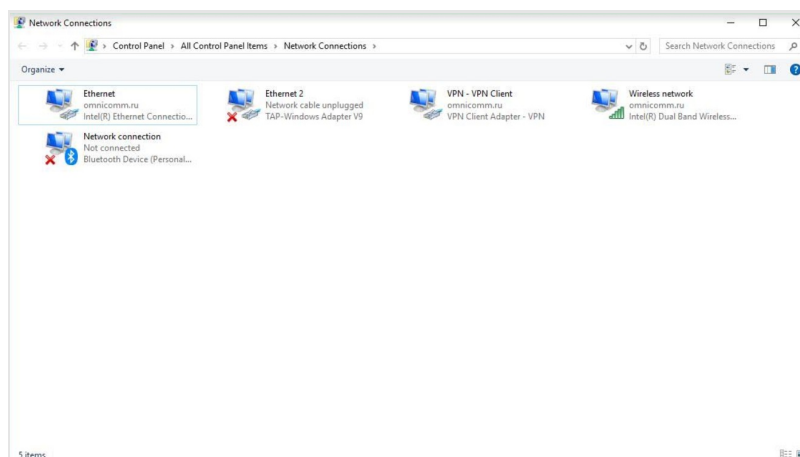 Network Connections
Control Panel > All Control Panel Items > Network Connections >
Search Network Connections
Organize
Ethernet
omnicomm.ru
Intel(R) Ethernet Connectio...
Ethernet 2
Network cable unplugged
TAP-Windows Adapter V9
VPN - VPN Client
omnicomm.ru
VPN Client Adapter - VPN
Wireless network
omnicomm.ru
Intel(R) Dual Band Wireless...
Network connection
Not connected
Bluetooth Device (Personal...
5 items